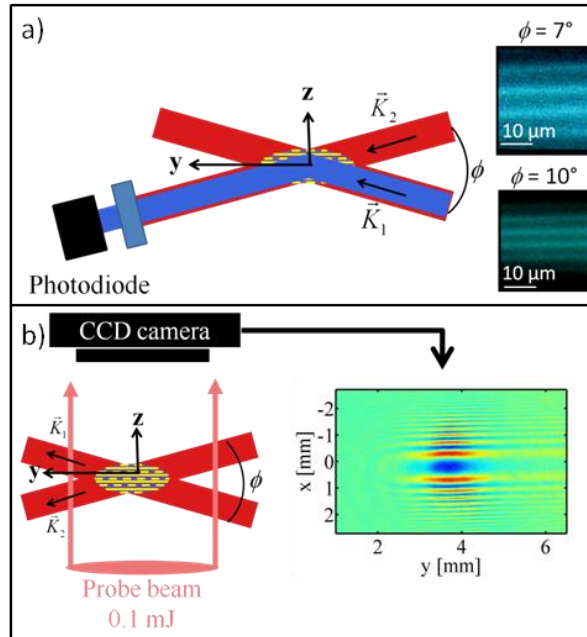 a)
ϕ = 7°
z
K⃗₂
10 µm
y
ϕ
ϕ = 10°
K⃗₁
10 µm
Photodiode
b)
CCD camera
K⃗₁
z
y
ϕ
K⃗₂
Probe beam
0.1 mJ
-2
-1
0
1
2
x [mm]
2
4
6
y [mm]